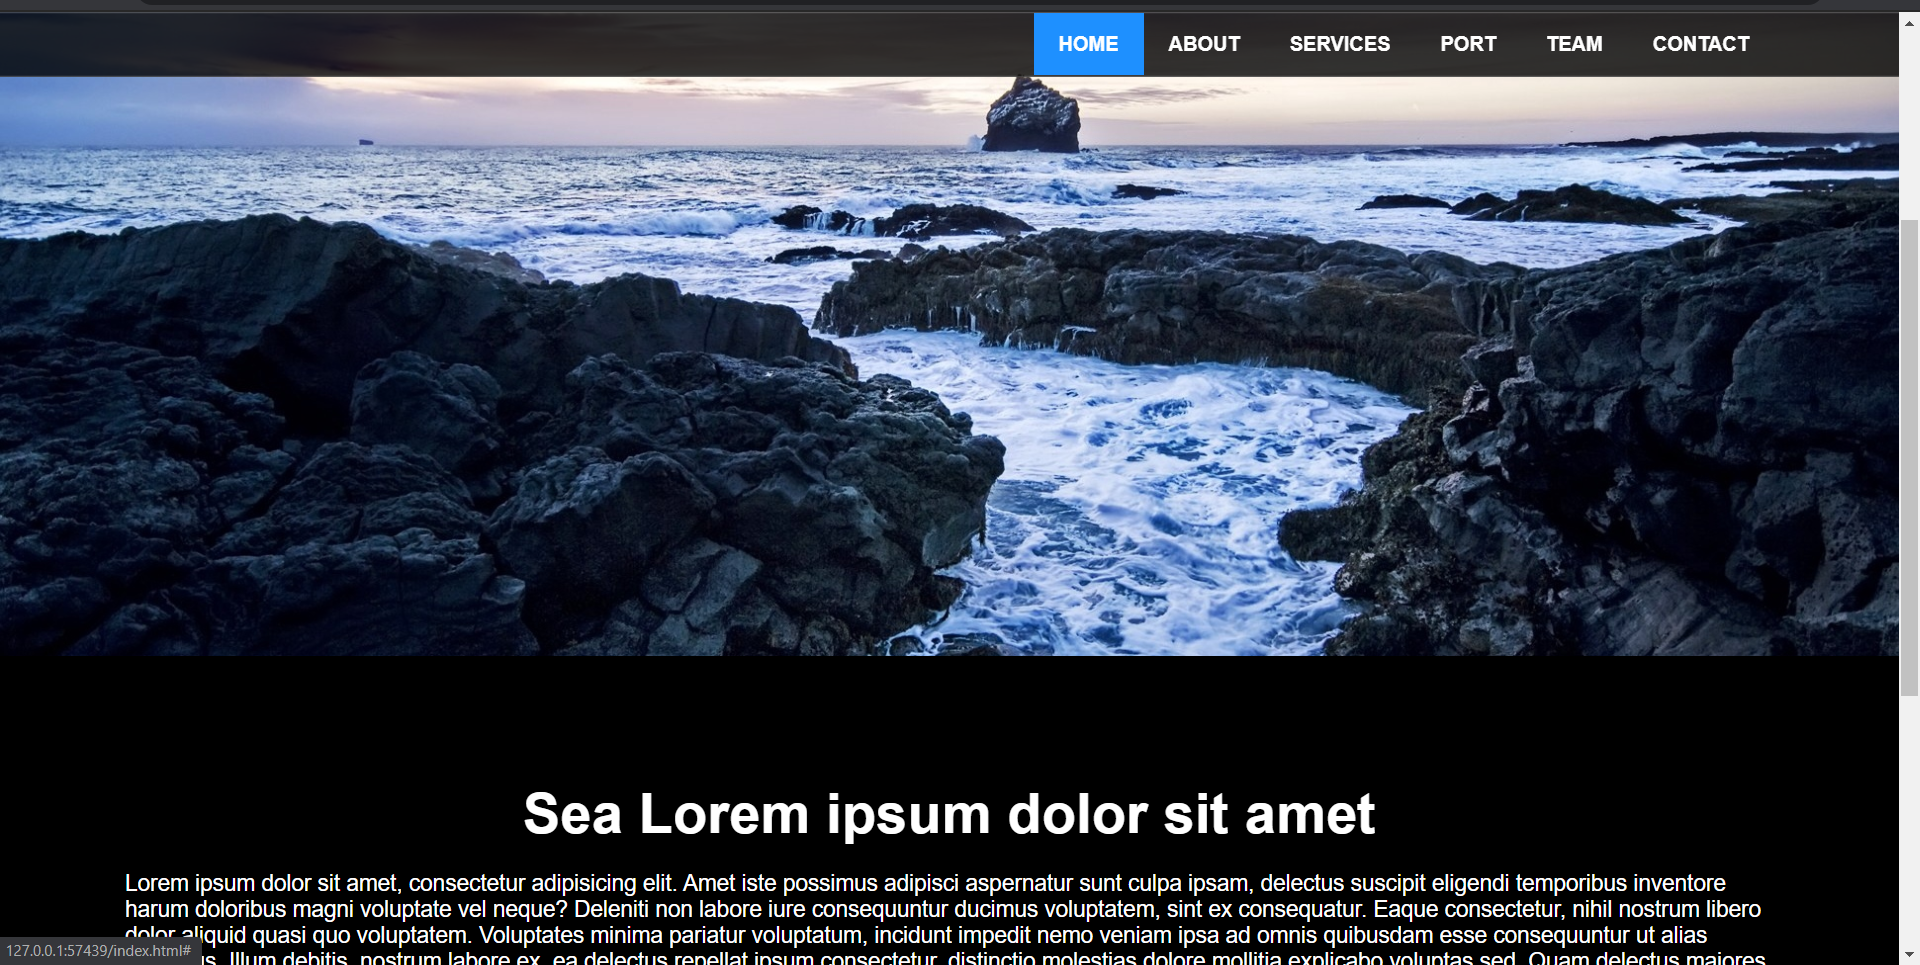 HOME ABOUT SERVICES PORT TEAM CONTACT
Sea Lorem ipsum dolor sit amet
Lorem ipsum dolor sit amet, consectetur adipisicing elit. Amet iste possimus adipisci aspernatur sunt culpa ipsam, delectus suscipit eligendi temporibus inventore
harum doloribus magni voluptate vel neque? Deleniti non labore iure consequuntur ducimus voluptatem, sint ex consequatur. Eaque consectetur, nihil nostrum libero
dolor aliquid quasi quo voluptatem. Voluptates minima pariatur voluptatum, incidunt impedit nemo veniam ipsa ad omnis quibusdam esse consequuntur ut alias
Illum debitis, nostrum labore ex, ea delectus repellat ipsum consectetur, distinctio molestias dolore mollitia explicabo voluptas sed. Quam delectus maiores
127.0.0.1:57439/index.html#